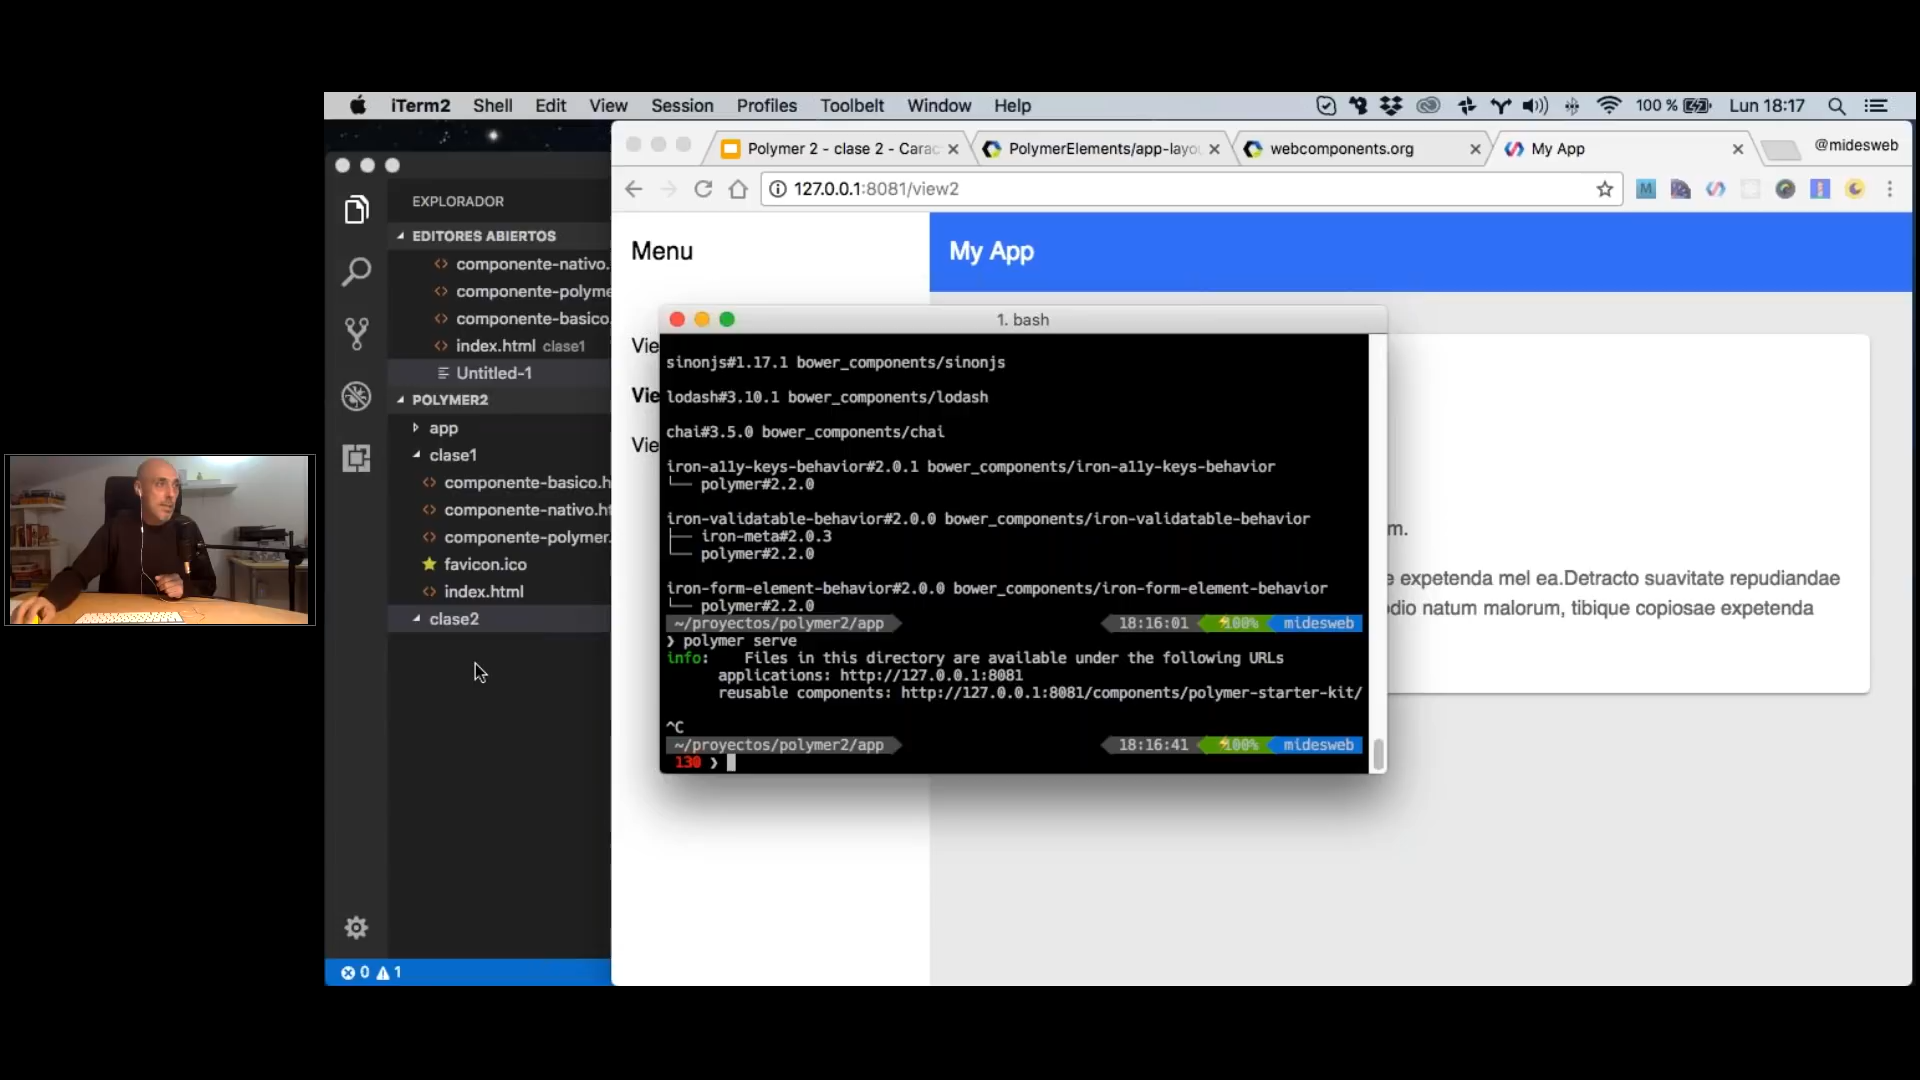 iTerm2 Shell Edit View Session Profiles Toolbelt Window Help 100 % Lun 18:17
Polymer 2 - clase 2 - Carac PolymerElements/app-layou webcomponents.org My App @midesweb
127.0.0.1:8081/view2
EXPLORADOR
EDITORES ABIERTOS
componente-nativo.
componente-polyme
componente-basico.
index.html clase1
Untitled-1
POLYMER2
app
clase1
componente-basico.h
componente-nativo.ht
componente-polymer.
favicon.ico
index.html
clase2
0 1
Menu
My App
Vie
Vie
Vie
m.
e expetenda mel ea.Detracto suavitate repudiandae
dio natum malorum, tibique copiosae expetenda
1. bash
sinonjs#1.17.1 bower_components/sinonjs
lodash#3.10.1 bower_components/lodash
chai#3.5.0 bower_components/chai
iron-a11y-keys-behavior#2.0.1 bower_components/iron-a11y-keys-behavior
└── polymer#2.2.0
iron-validatable-behavior#2.0.0 bower_components/iron-validatable-behavior
├── iron-meta#2.0.3
└── polymer#2.2.0
iron-form-element-behavior#2.0.0 bower_components/iron-form-element-behavior
└── polymer#2.2.0
~/proyectos/polymer2/app 18:16:01 ⚡100% midesweb
❯ polymer serve
info: Files in this directory are available under the following URLs
applications: http://127.0.0.1:8081
reusable components: http://127.0.0.1:8081/components/polymer-starter-kit/
^C
~/proyectos/polymer2/app 18:16:41 ⚡100% midesweb
130 ❯